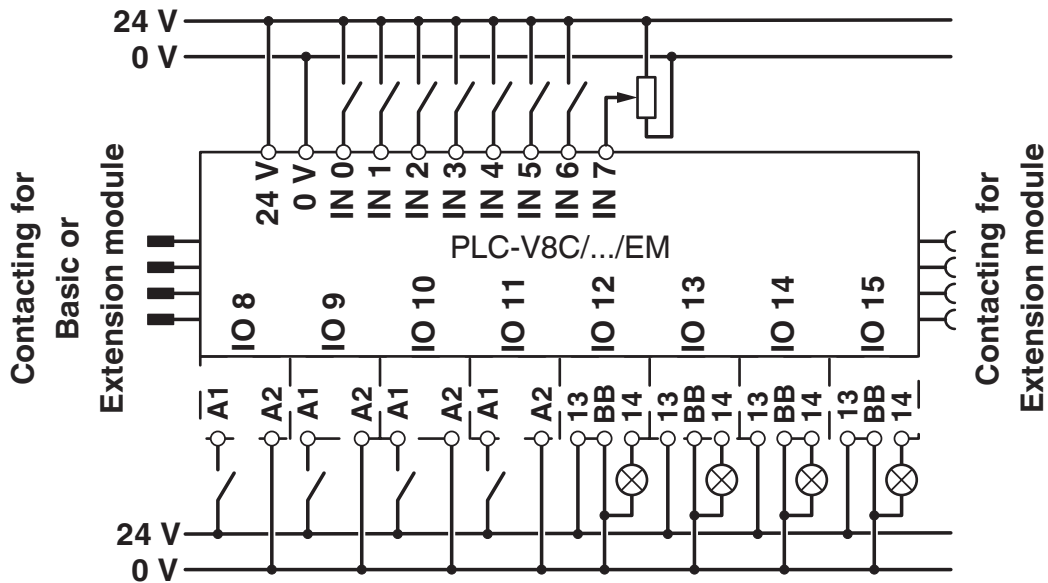 24 V
0 V
Contacting for
Basic or
Extension module
24 V
0 V
IN 0
IN 1
IN 2
IN 3
IN 4
IN 5
IN 6
IN 7
PLC-V8C/.../EM
IO 8
IO 9
IO 10
IO 11
IO 12
IO 13
IO 14
IO 15
Contacting for
Extension module
A1
A2
A1
A2
A1
A2
A1
A2
13
BB
14
13
BB
14
13
BB
14
13
BB
14
24 V
0 V